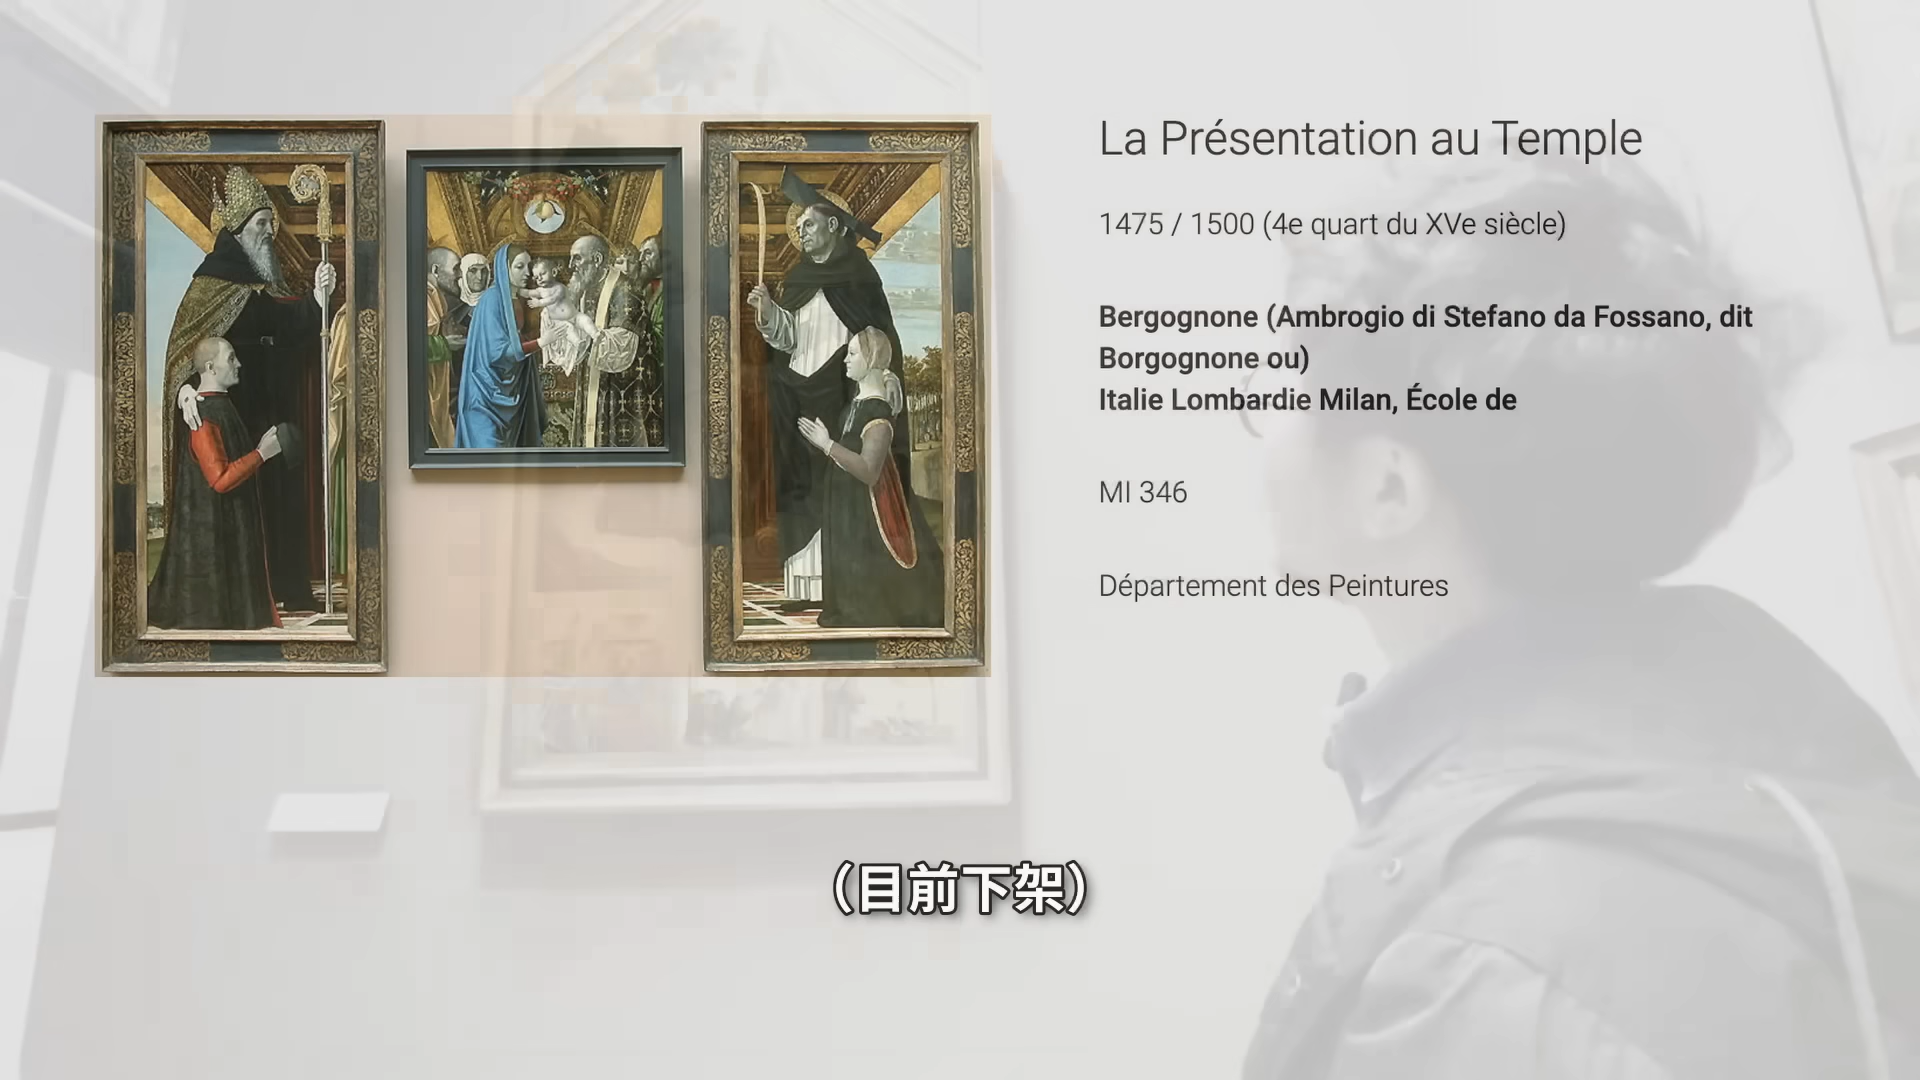 La Présentation au Temple
1475 / 1500 (4e quart du XVe siècle)
Bergognone (Ambrogio di Stefano da Fossano, dit
Borgognone ou)
Italie Lombardie Milan, École de
MI 346
Département des Peintures
（目前下架）